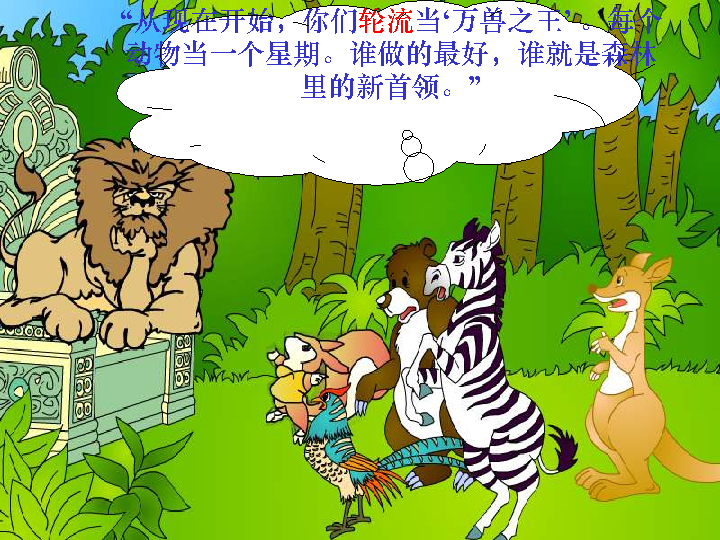 “从现在开始，你们轮流当‘万兽之王’。每个
动物当一个星期。谁做的最好，谁就是森林
里的新首领。”